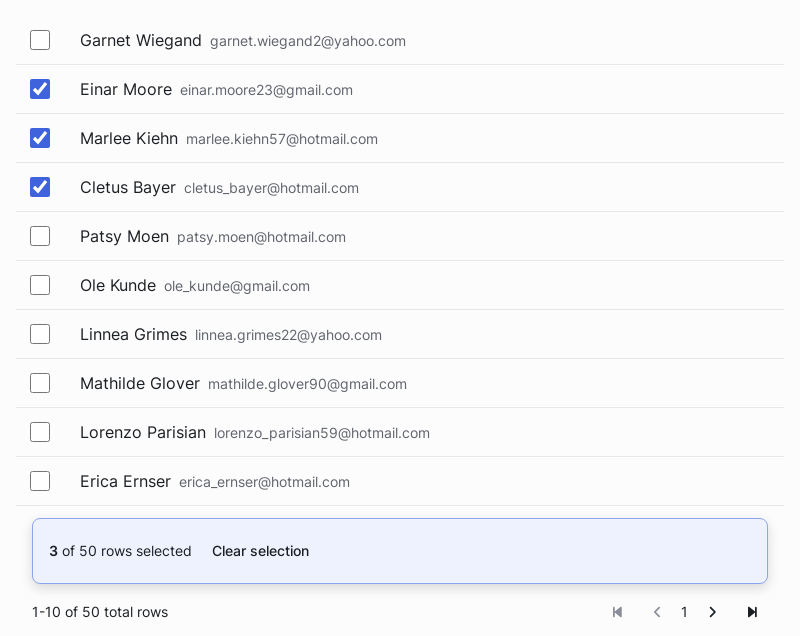 Garnet Wiegand garnet.wiegand2@yahoo.com
Einar Moore einar.moore23@gmail.com
Marlee Kiehn marlee.kiehn57@hotmail.com
Cletus Bayer cletus_bayer@hotmail.com
Patsy Moen patsy.moen@hotmail.com
Ole Kunde ole_kunde@gmail.com
Linnea Grimes linnea.grimes22@yahoo.com
Mathilde Glover mathilde.glover90@gmail.com
Lorenzo Parisian lorenzo_parisian59@hotmail.com
Erica Ernser erica_ernser@hotmail.com
3 of 50 rows selected Clear selection
1-10 of 50 total rows 1